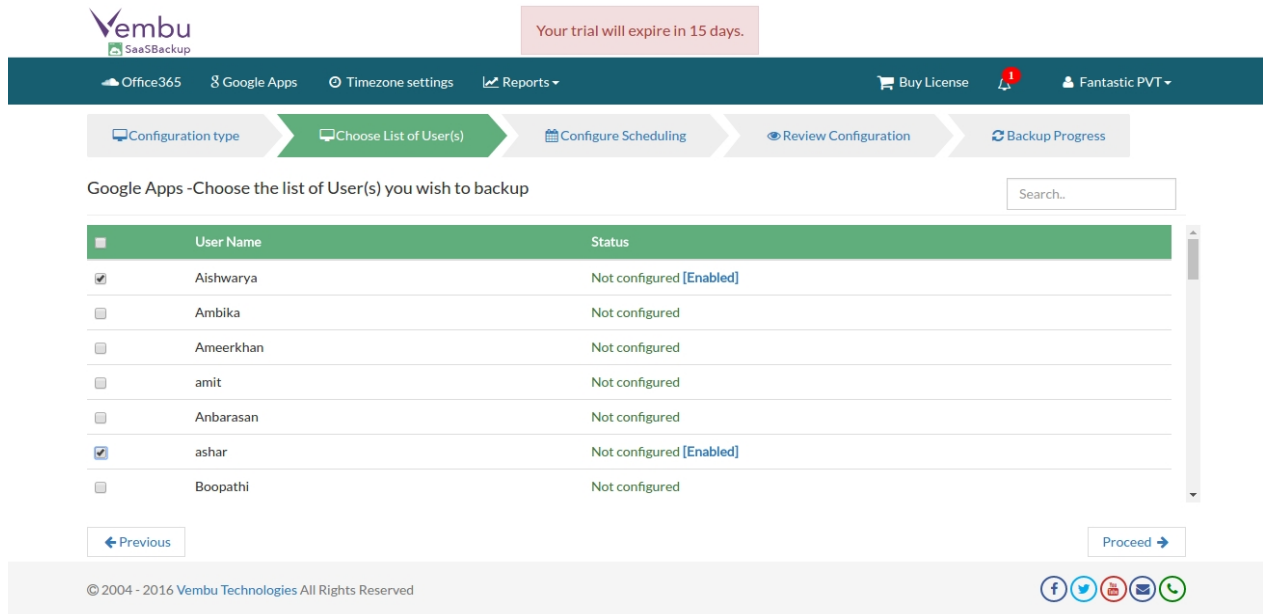 Vembu
SaaSBackup
Your trial will expire in 15 days.
Office365 Google Apps Timezone settings Reports Buy License 1 Fantastic PVT
Configuration type Choose List of User(s) Configure Scheduling Review Configuration Backup Progress
Google Apps -Choose the list of User(s) you wish to backup Search..
User Name Status
Aishwarya Not configured [Enabled]
Ambika Not configured
Ameerkhan Not configured
amit Not configured
Anbarasan Not configured
ashar Not configured [Enabled]
Boopathi Not configured
Previous Proceed
© 2004 - 2016 Vembu Technologies All Rights Reserved